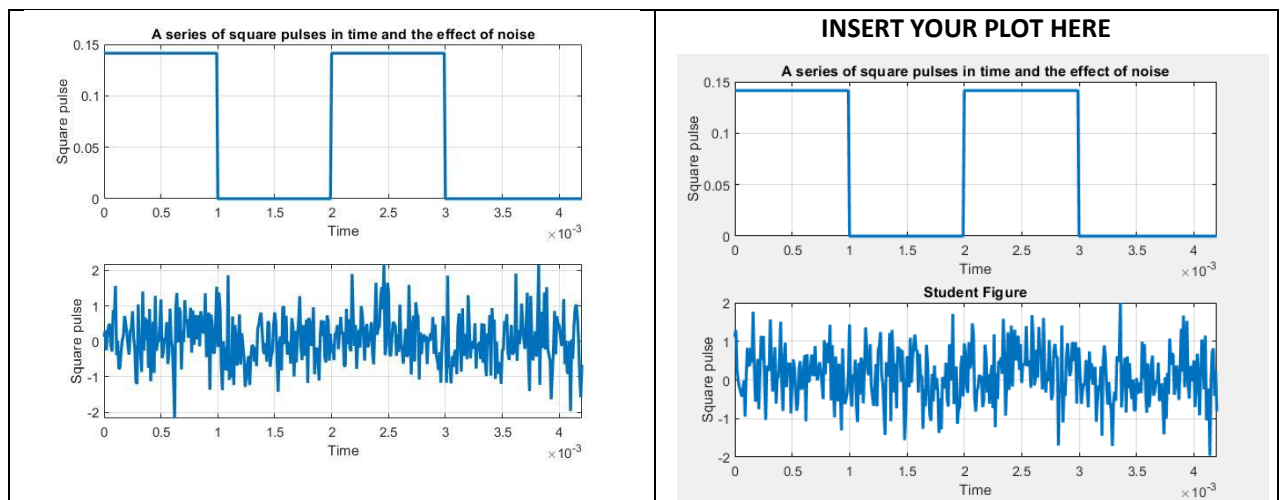 A series of square pulses in time and the effect of noise
0.15
0.1
0.05
0
Square pulse
0 0.5 1 1.5 2 2.5 3 3.5 4
Time
×10-3
2
1
0
-1
-2
Square pulse
0 0.5 1 1.5 2 2.5 3 3.5 4
Time
×10-3
INSERT YOUR PLOT HERE
A series of square pulses in time and the effect of noise
0.15
0.1
0.05
0
Square pulse
0 0.5 1 1.5 2 2.5 3 3.5 4
Time
×10-3
Student Figure
2
1
0
-1
-2
Square pulse
0 0.5 1 1.5 2 2.5 3 3.5 4
Time
×10-3